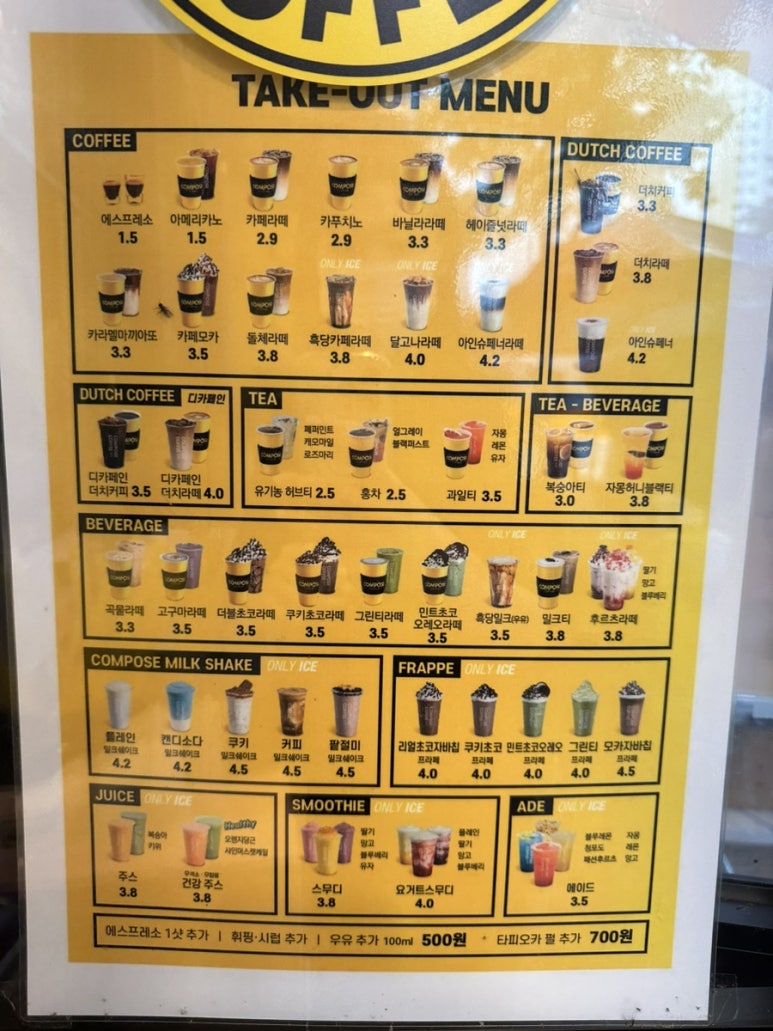 OFFE
TAKE-OUT MENU
COFFEE
에스프레소 아메리카노 카페라떼 카푸치노 바닐라라떼 헤이즐넛라떼
1.5 1.5 2.9 2.9 3.3 3.3
ONLY ICE ONLY ICE ONLY ICE
카라멜마끼아또 카페모카 돌체라떼 흑당카페라떼 달고나라떼 아인슈페너라떼
3.3 3.5 3.8 3.8 4.0 4.2
DUTCH COFFEE
더치커피
3.3
더치라떼
3.8
ONLY ICE
아인슈페너
4.2
DUTCH COFFEE 디카페인
디카페인 디카페인
더치커피 3.5 더치라떼 4.0
TEA
페퍼민트
캐모마일
로즈마리
얼그레이
블랙퍼스트
자몽
레몬
유자
유기농 허브티 2.5 홍차 2.5 과일티 3.5
TEA - BEVERAGE
복숭아티 자몽허니블랙티
3.0 3.8
BEVERAGE
ONLY ICE ONLY ICE
딸기
망고
블루베리
곡물라떼 고구마라떼 더블초코라떼 쿠키초코라떼 그린티라떼 민트초코 오레오라떼 흑당밀크(우유) 밀크티 후르츠라떼
3.3 3.5 3.5 3.5 3.5 3.5 3.5 3.8 3.8
COMPOSE MILK SHAKE ONLY ICE
플레인 캔디소다 쿠키 커피 팥절미
밀크쉐이크 밀크쉐이크 밀크쉐이크 밀크쉐이크 밀크쉐이크
4.2 4.2 4.5 4.5 4.5
FRAPPE ONLY ICE
리얼초코자바칩 쿠키초코 민트초코오레오 그린티 모카자바칩
프라페 프라페 프라페 프라페 프라페
4.0 4.0 4.0 4.0 4.5
JUICE ONLY ICE
복숭아
키위
Healthy
오렌지당근
샤인머스캣케일
주스 건강 주스
3.8 3.8
SMOOTHIE ONLY ICE
딸기
망고
블루베리
유자
플레인
딸기
망고
블루베리
스무디 요거트스무디
3.8 4.0
ADE ONLY ICE
블루레몬 자몽
청포도 레몬
패션후르츠 망고
에이드
3.5
에스프레소 1샷 추가 | 휘핑·시럽 추가 | 우유 추가 100ml 500원 · 타피오카 펄 추가 700원